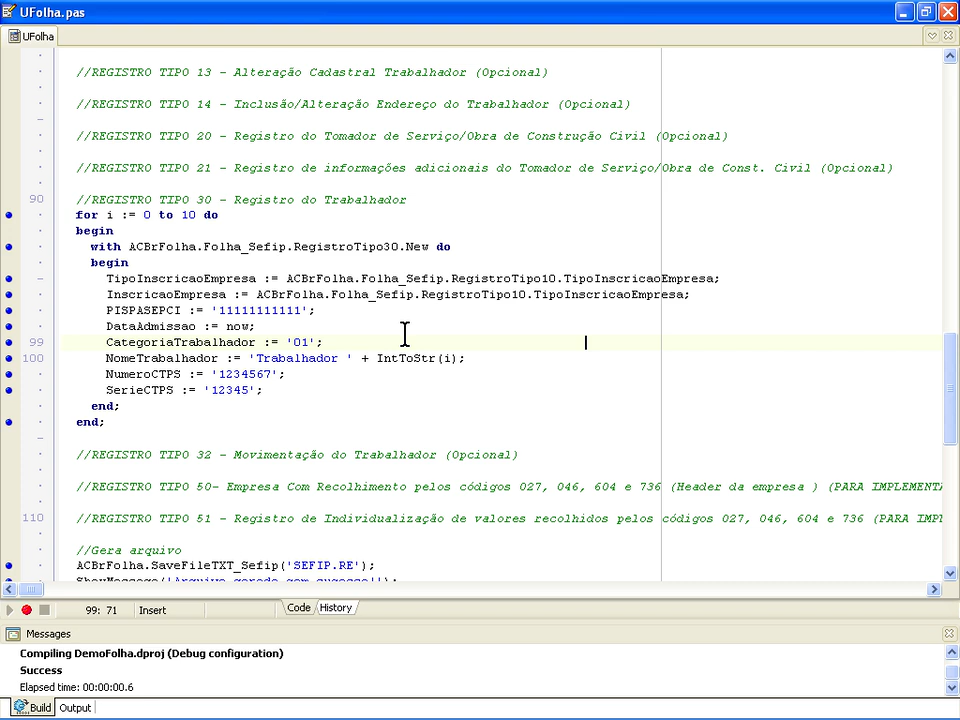 UFolha.pas
UFolha
//REGISTRO TIPO 13 - Alteração Cadastral Trabalhador (Opcional)
//REGISTRO TIPO 14 - Inclusão/Alteração Endereço do Trabalhador (Opcional)
//REGISTRO TIPO 20 - Registro do Tomador de Serviço/Obra de Construção Civil (Opcional)
//REGISTRO TIPO 21 - Registro de informações adicionais do Tomador de Serviço/Obra de Const. Civil (Opcional)
90 //REGISTRO TIPO 30 - Registro do Trabalhador
for i := 0 to 10 do
begin
with ACBrFolha.Folha_Sefip.RegistroTipo30.New do
begin
TipoInscricaoEmpresa := ACBrFolha.Folha_Sefip.RegistroTipo10.TipoInscricaoEmpresa;
InscricaoEmpresa := ACBrFolha.Folha_Sefip.RegistroTipo10.TipoInscricaoEmpresa;
PISPASEPCI := '11111111111';
DataAdmissao := now;
99 CategoriaTrabalhador := '01';
100 NomeTrabalhador := 'Trabalhador ' + IntToStr(i);
NumeroCTPS := '1234567';
SerieCTPS := '12345';
end;
end;
//REGISTRO TIPO 32 - Movimentação do Trabalhador (Opcional)
//REGISTRO TIPO 50- Empresa Com Recolhimento pelos códigos 027, 046, 604 e 736 (Header da empresa ) (PARA IMPLEMENTA
110 //REGISTRO TIPO 51 - Registro de Individualização de valores recolhidos pelos códigos 027, 046, 604 e 736 (PARA IMPL
//Gera arquivo
ACBrFolha.SaveFileTXT_Sefip('SEFIP.RE');
ShowMessage('Arquivo gerado com sucesso!');
99: 71 Insert Code History
Messages
Compiling DemoFolha.dproj (Debug configuration)
Success
Elapsed time: 00:00:00.6
Build Output